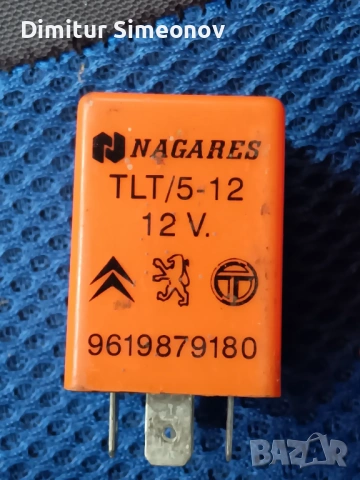 Dimitur Simeonov
NAGARES
TLT/5-12
12 V.
9619879180
BAZAR